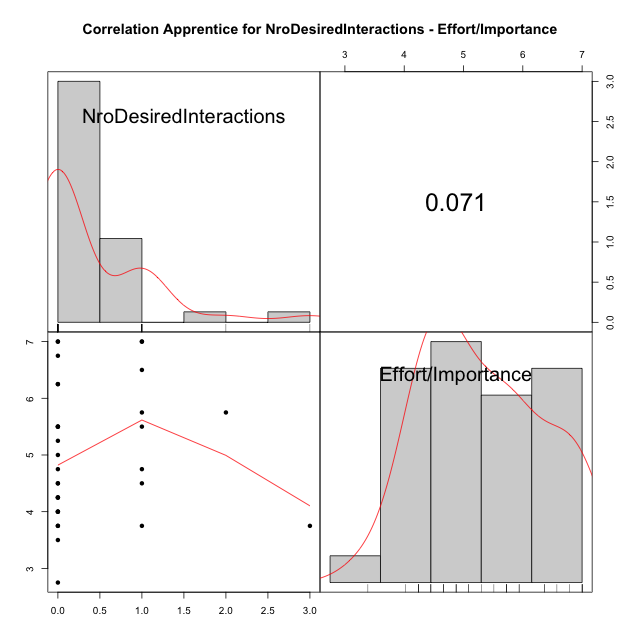 Correlation Apprentice for NroDesiredInteractions - Effort/Importance
3 4 5 6 7
NroDesiredInteractions
0.071
0.0 0.5 1.0 1.5 2.0 2.5 3.0
3 4 5 6 7
Effort/Importance
0.0 0.5 1.0 1.5 2.0 2.5 3.0